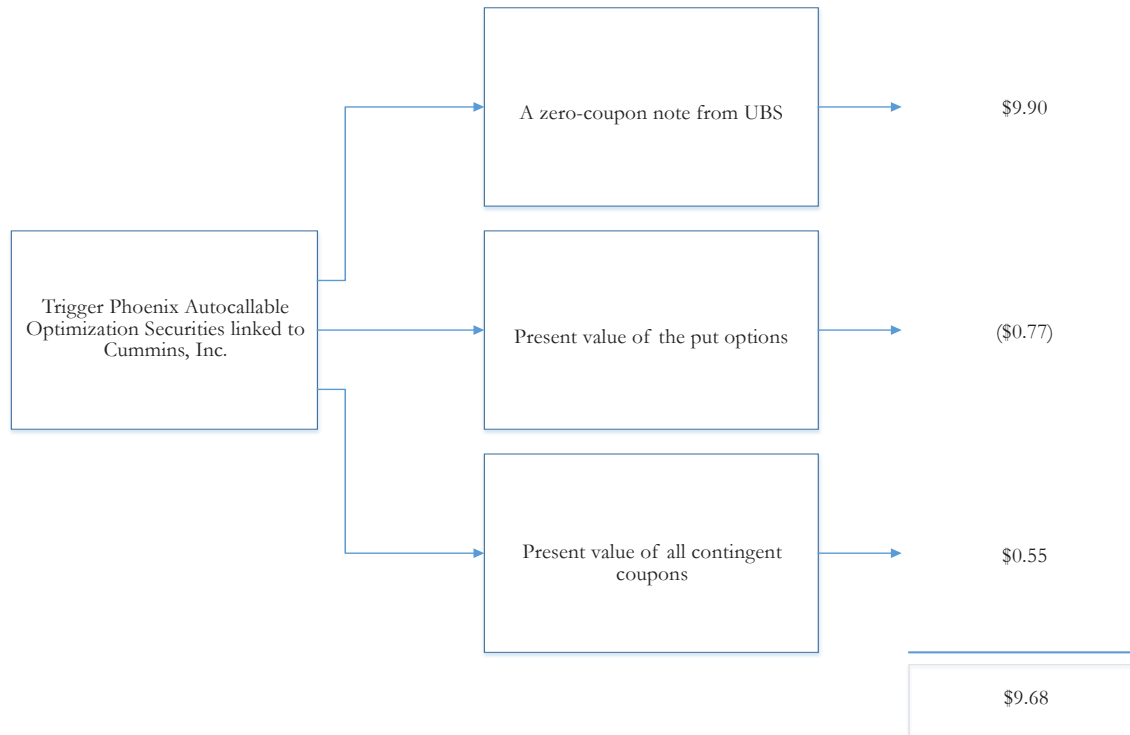 A zero-coupon note from UBS
$9.90
Trigger Phoenix Autocallable
Optimization Securities linked to
Cummins, Inc.
Present value of the put options
($0.77)
Present value of all contingent
coupons
$0.55
$9.68